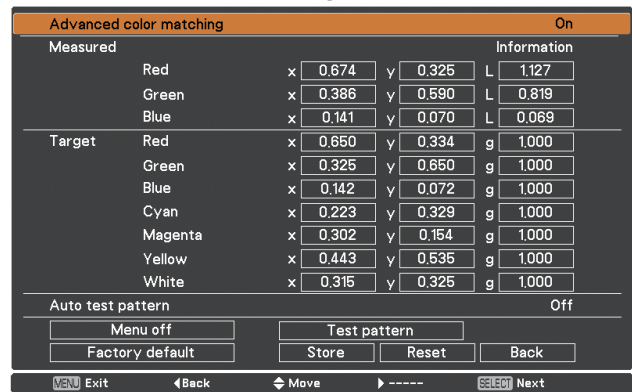 Advanced color matching On
Measured Information
Red x 0.674 y 0.325 L 1.127
Green x 0.386 y 0.590 L 0.819
Blue x 0.141 y 0.070 L 0.069
Target Red x 0.650 y 0.334 g 1.000
Green x 0.325 y 0.650 g 1.000
Blue x 0.142 y 0.072 g 1.000
Cyan x 0.223 y 0.329 g 1.000
Magenta x 0.302 y 0.154 g 1.000
Yellow x 0.443 y 0.535 g 1.000
White x 0.315 y 0.325 g 1.000
Auto test pattern Off
Menu off Test pattern
Factory default Store Reset Back
MENU Exit ◀Back ◆ Move ▶ ----- SELECT Next